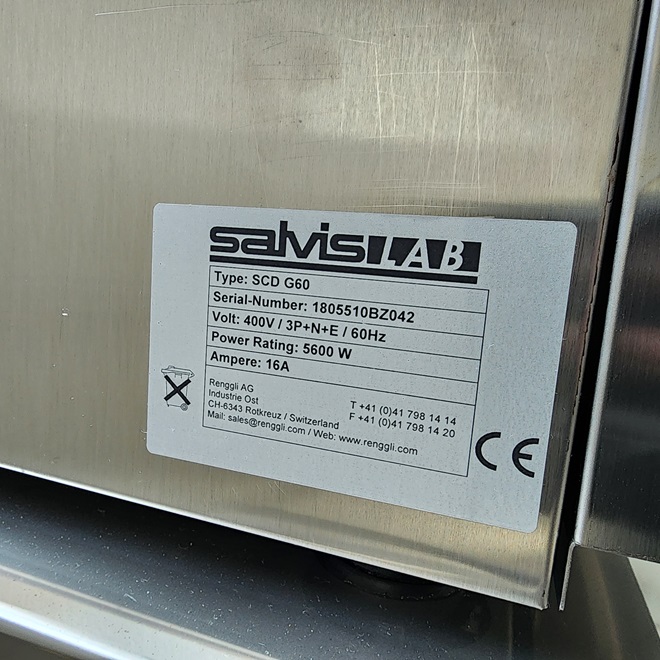 salvis LAB
Type: SCD G60
Serial-Number: 1805510BZ042
Volt: 400V / 3P+N+E / 60Hz
Power Rating: 5600 W
Ampere: 16A
Renggli AG
Industrie Ost T +41 (0)41 798 14 14
CH-6343 Rotkreuz / Switzerland F +41 (0)41 798 14 20
Mail: sales@renggli.com / Web: www.renggli.com
CE